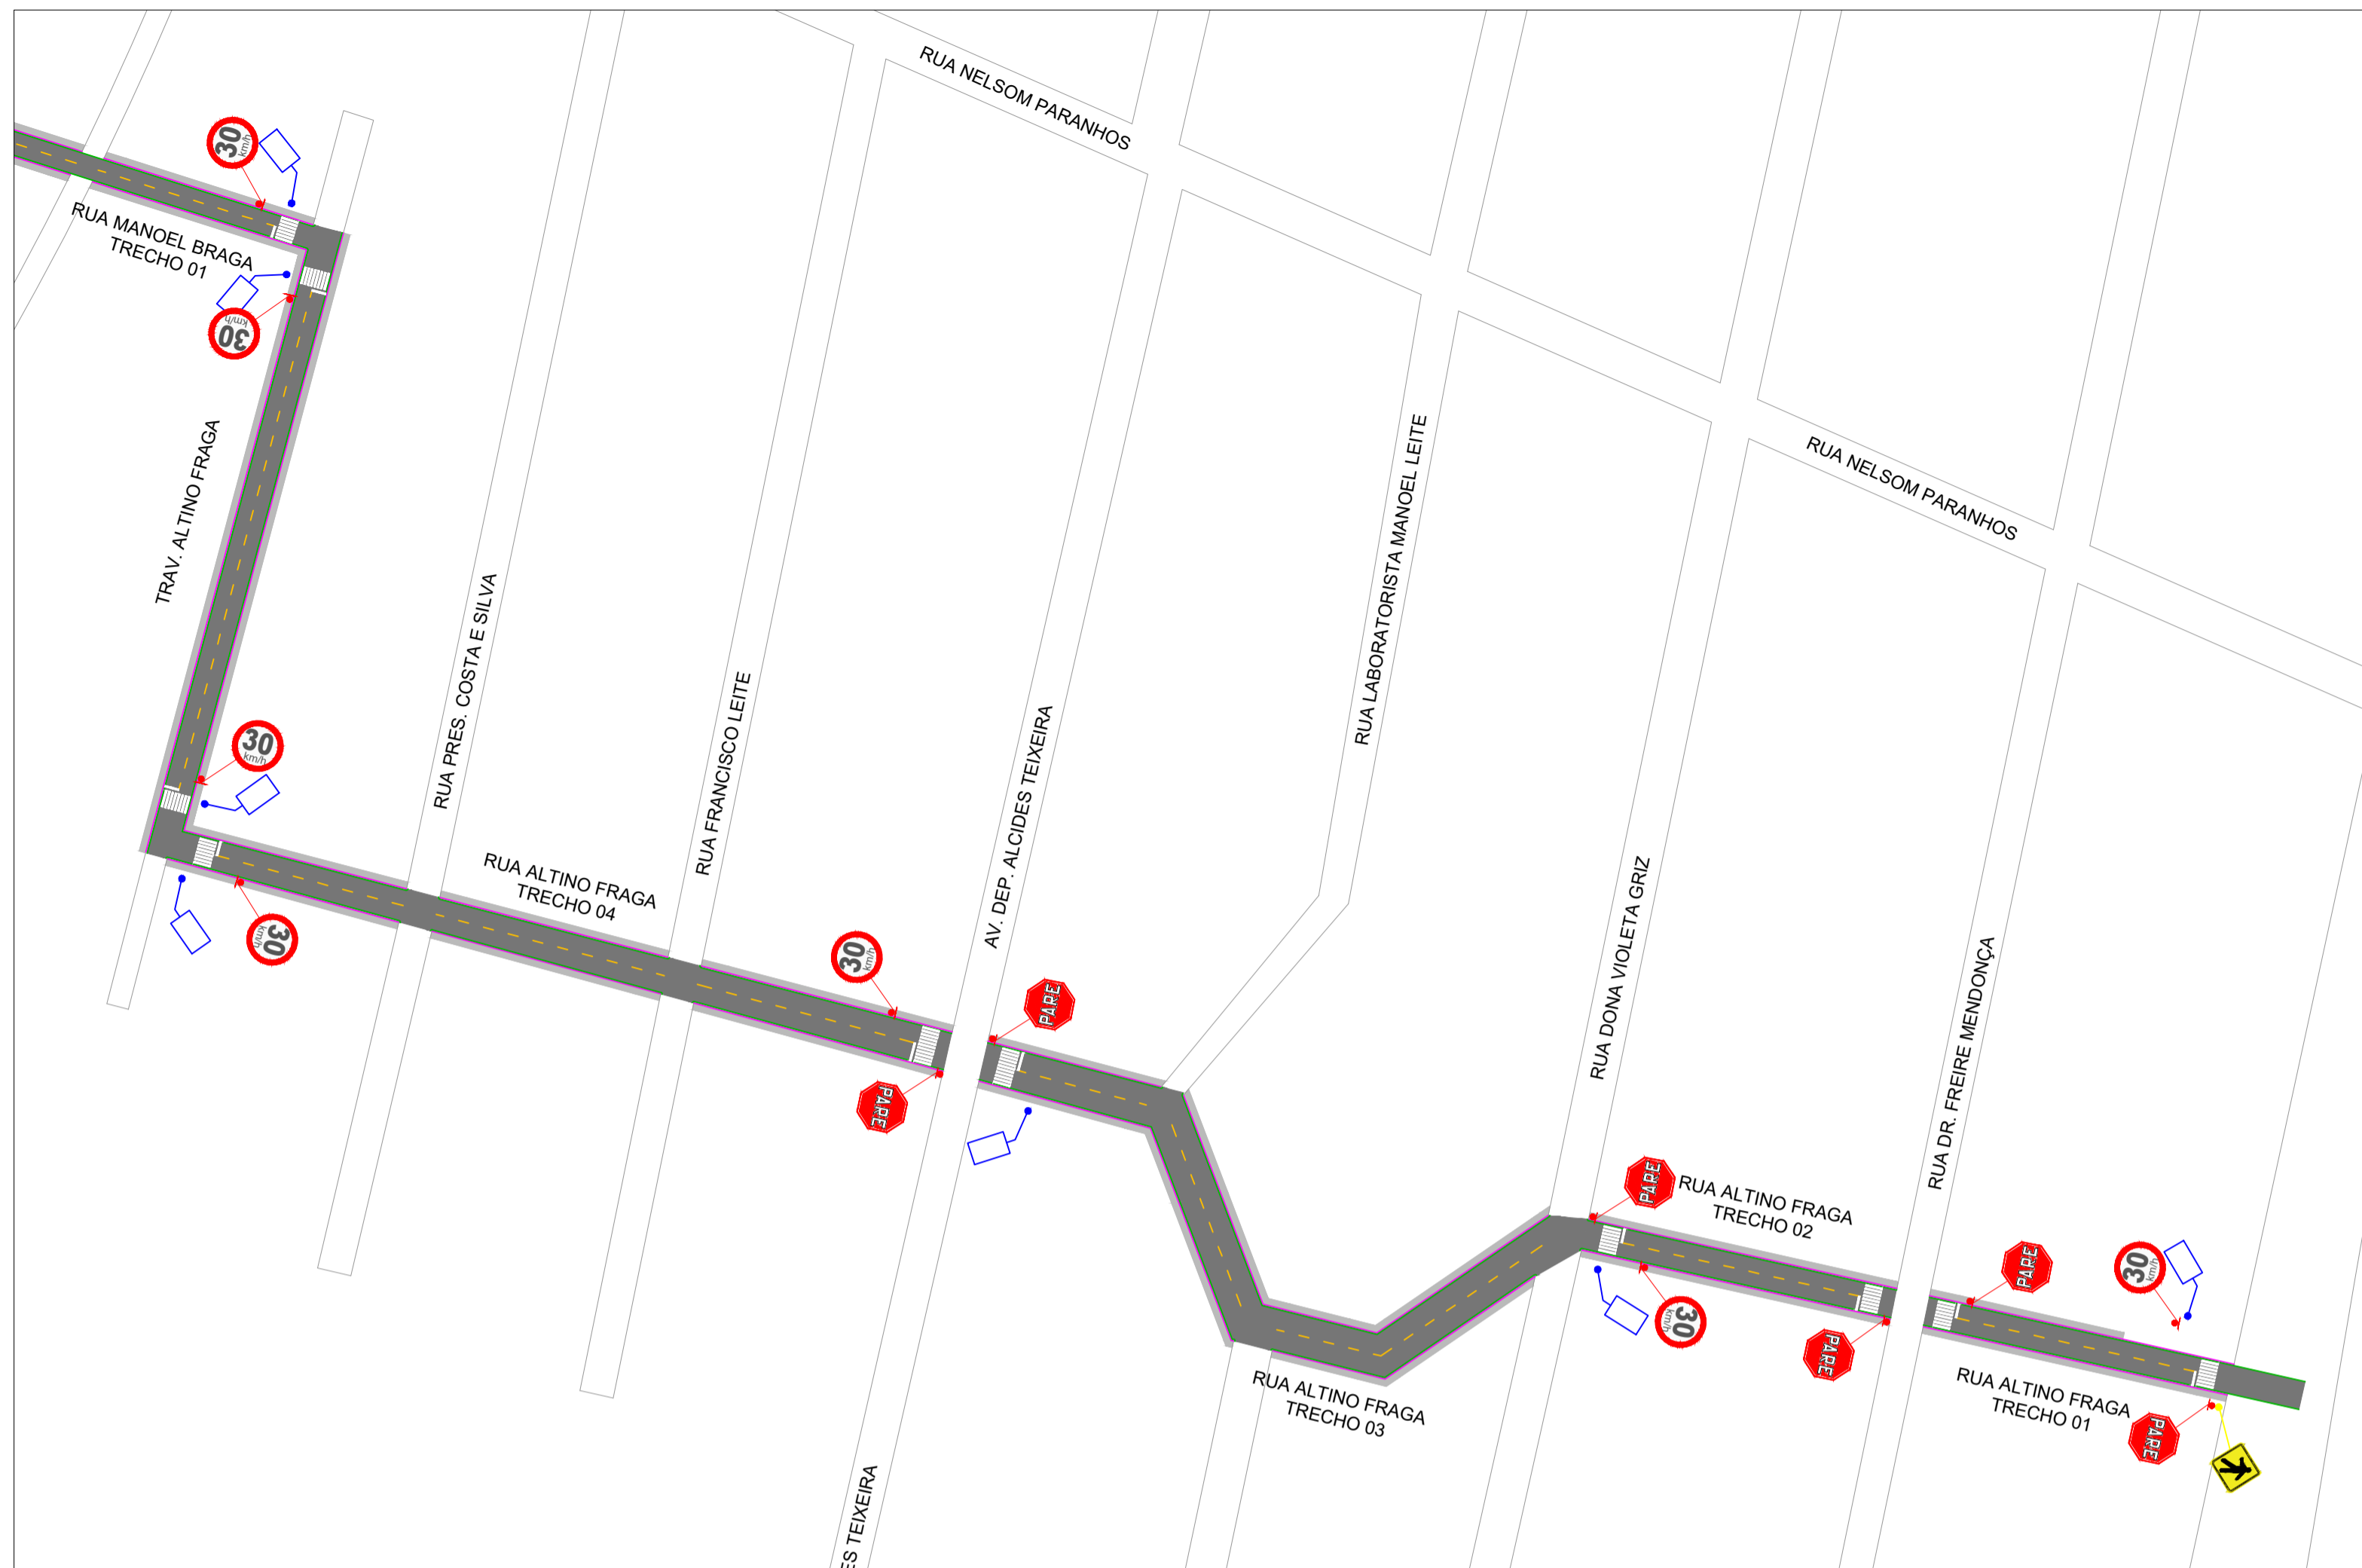 RUA NELSOM PARANHOS
30
km/h
RUA MANOEL BRAGA
TRECHO 01
30
km/h
TRAV. ALTINO FRAGA
RUA NELSOM PARANHOS
RUA LABORATORISTA MANOEL LEITE
RUA PRES. COSTA E SILVA
RUA FRANCISCO LEITE
AV. DEP. ALCIDES TEIXEIRA
30
km/h
RUA ALTINO FRAGA
TRECHO 04
30
km/h
30
km/h
PARE
PARE
RUA DONA VIOLETA GRIZ
RUA DR. FREIRE MENDONÇA
PARE
RUA ALTINO FRAGA
TRECHO 02
30
km/h
PARE
PARE
30
km/h
RUA ALTINO FRAGA
TRECHO 03
RUA ALTINO FRAGA
TRECHO 01
PARE
ES TEIXEIRA